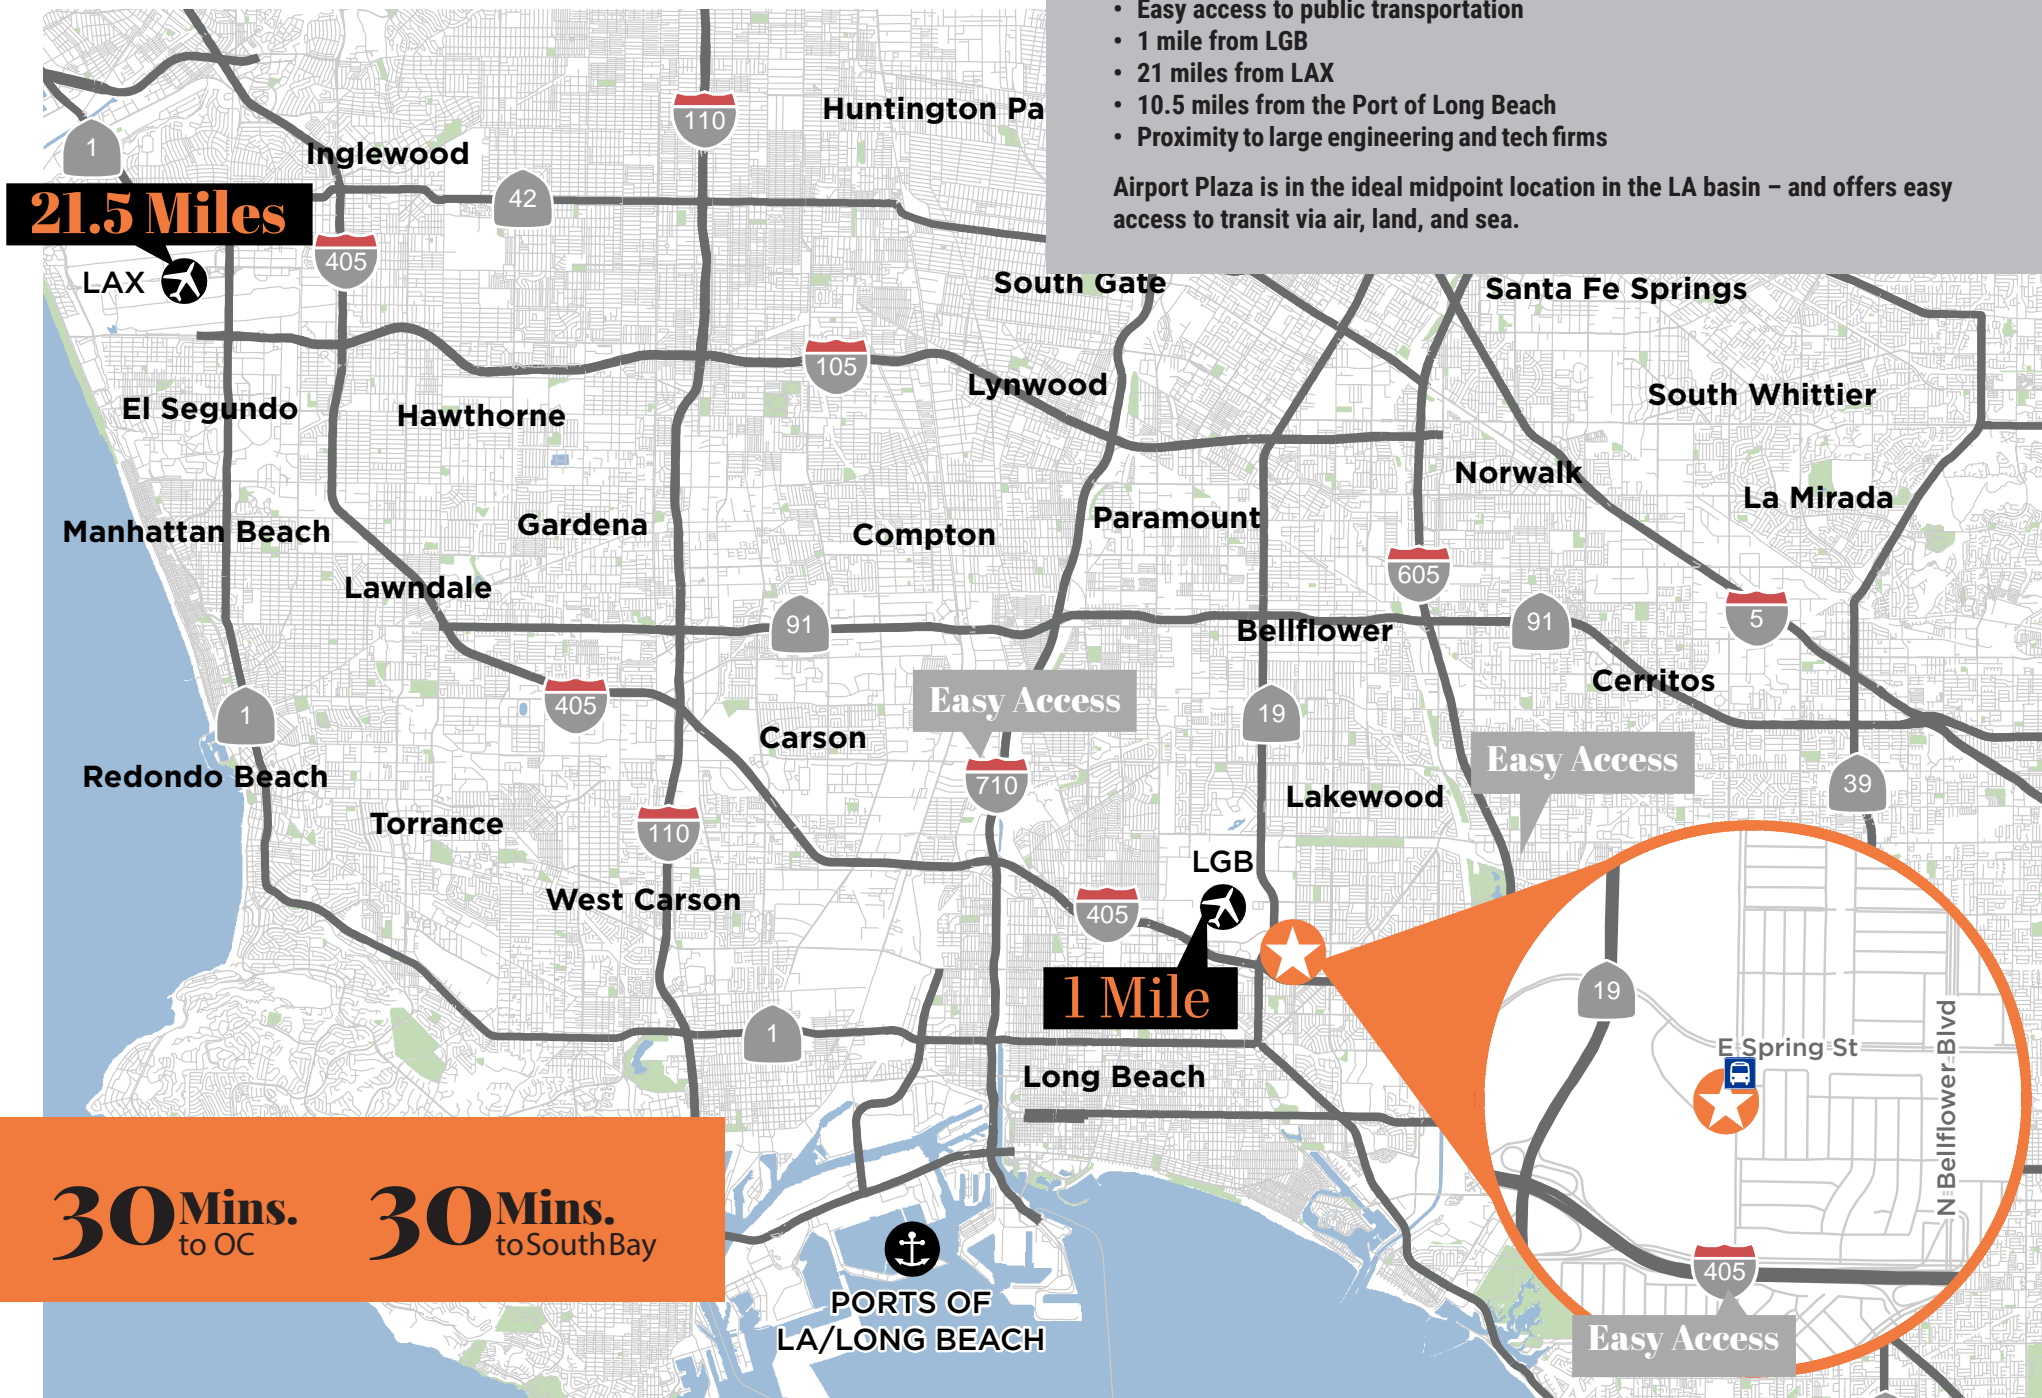 • Easy access to public transportation
• 1 mile from LGB
• 21 miles from LAX
• 10.5 miles from the Port of Long Beach
• Proximity to large engineering and tech firms
Airport Plaza is in the ideal midpoint location in the LA basin – and offers easy
access to transit via air, land, and sea.
Huntington Pa
110
1
Inglewood
42
21.5 Miles
405
LAX
South Gate
Santa Fe Springs
105
Lynwood
South Whittier
El Segundo
Hawthorne
Norwalk
La Mirada
Manhattan Beach
Gardena
Compton
Paramount
605
Lawndale
91
Bellflower
91
5
Cerritos
405
Easy Access
1
19
Carson
Easy Access
Redondo Beach
710
39
Lakewood
Torrance
110
LGB
West Carson
405
1 Mile
19
1
E Spring St
N Bellflower Blvd
Long Beach
30 Mins.
to OC
30 Mins.
to South Bay
405
PORTS OF
LA/LONG BEACH
Easy Access